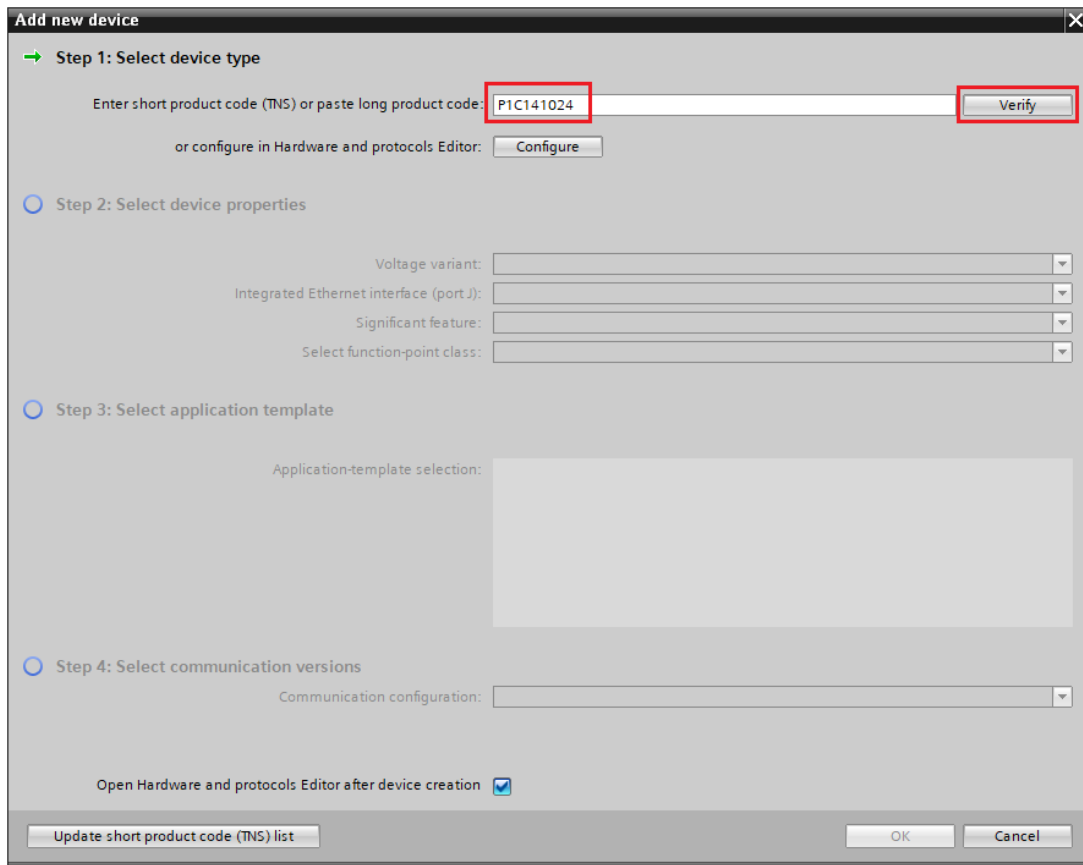 Add new device
Step 1: Select device type
Enter short product code (TNS) or paste long product code: P1C141024 Verify
or configure in Hardware and protocols Editor: Configure
Step 2: Select device properties
Voltage variant:
Integrated Ethernet interface (port J):
Significant feature:
Select function-point class:
Step 3: Select application template
Application-template selection:
Step 4: Select communication versions
Communication configuration:
Open Hardware and protocols Editor after device creation
Update short product code (TNS) list OK Cancel